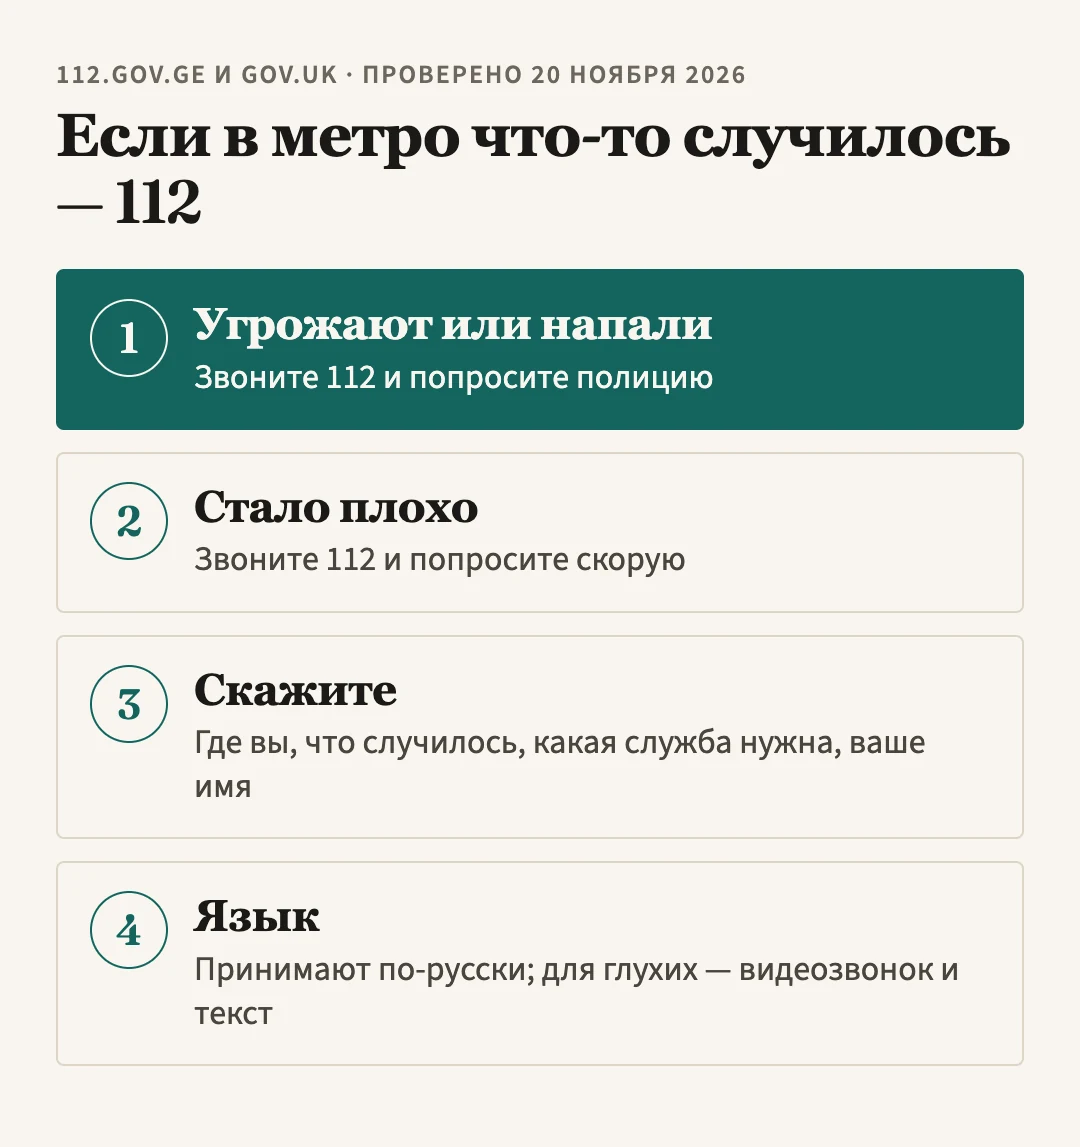 112.GOV.GE И GOV.UK · ПРОВЕРЕНО 20 НОЯБРЯ 2026
Если в метро что-то случилось
— 112
1
Угрожают или напали
Звоните 112 и попросите полицию
2
Стало плохо
Звоните 112 и попросите скорую
3
Скажите
Где вы, что случилось, какая служба нужна, ваше
имя
4
Язык
Принимают по-русски; для глухих — видеозвонок и
текст